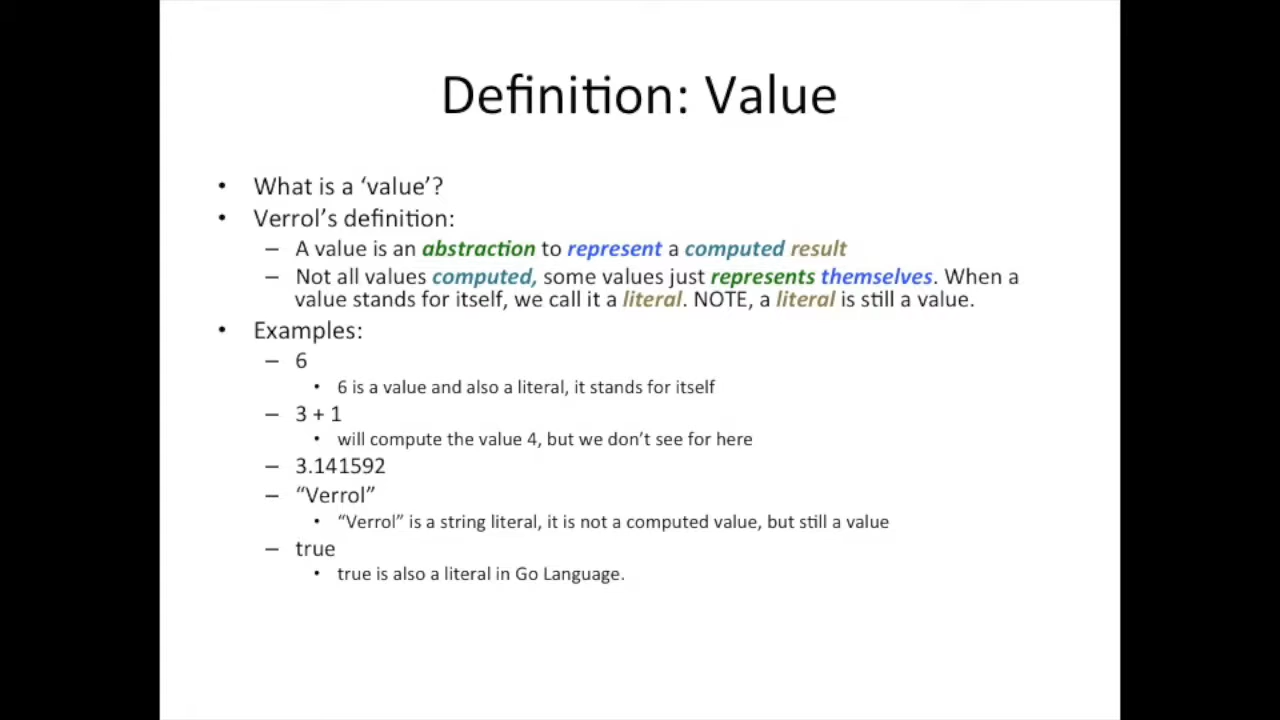 Definition: Value
• What is a ‘value’?
• Verrol’s definition:
– A value is an abstraction to represent a computed result
– Not all values computed, some values just represents themselves. When a
value stands for itself, we call it a literal. NOTE, a literal is still a value.
• Examples:
– 6
• 6 is a value and also a literal, it stands for itself
– 3 + 1
• will compute the value 4, but we don’t see for here
– 3.141592
– “Verrol”
• “Verrol” is a string literal, it is not a computed value, but still a value
– true
• true is also a literal in Go Language.